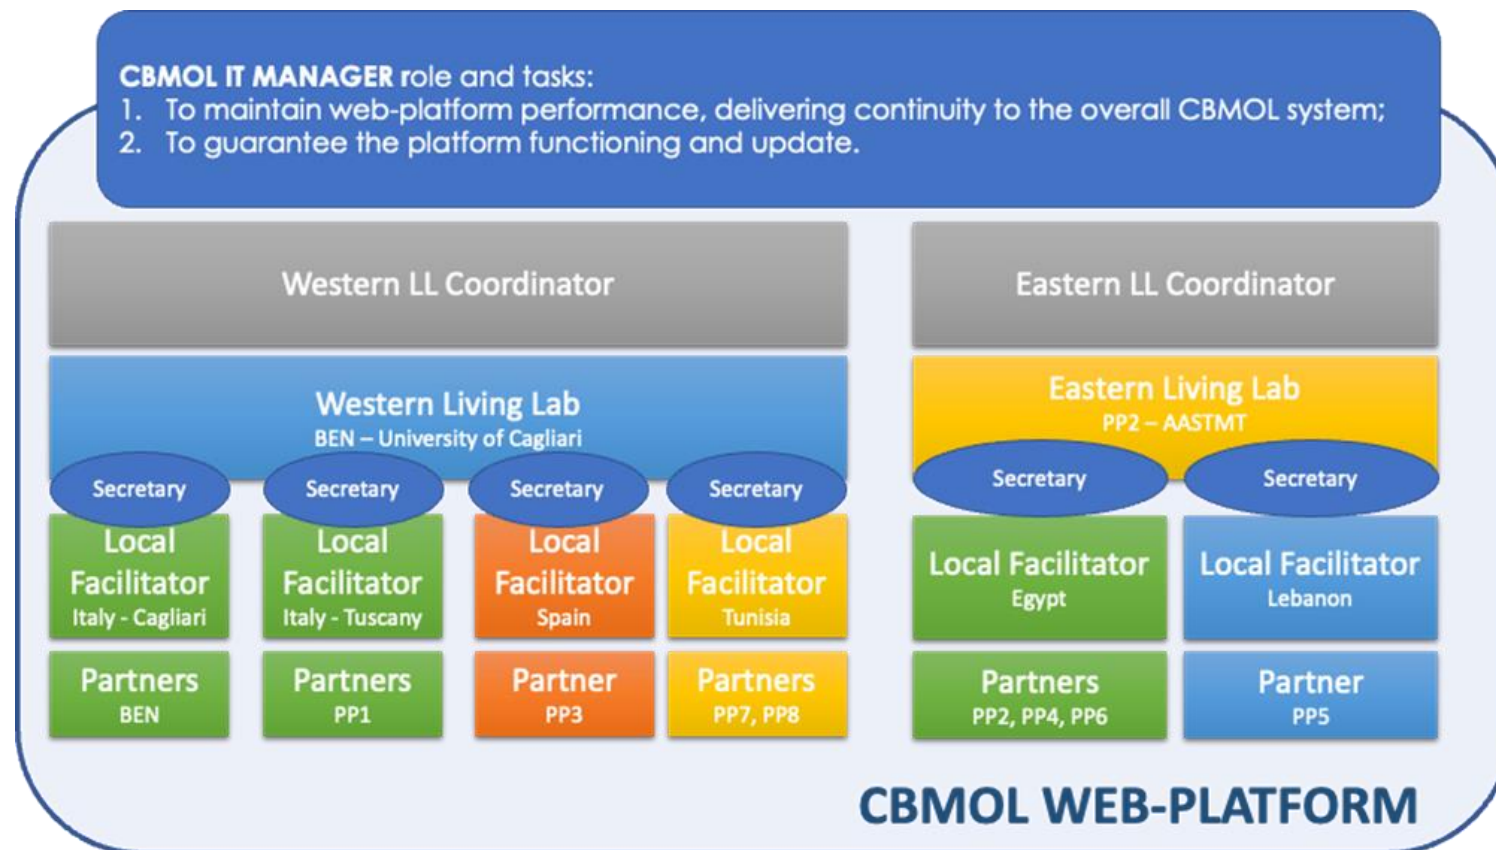 CBMOL IT MANAGER role and tasks:
1. To maintain web-platform performance, delivering continuity to the overall CBMOL system;
2. To guarantee the platform functioning and update.
Western LL Coordinator
Eastern LL Coordinator
Western Living Lab
BEN – University of Cagliari
Eastern Living Lab
PP2 – AASTMT
Secretary
Secretary
Secretary
Secretary
Secretary
Secretary
Local
Facilitator
Italy - Cagliari
Local
Facilitator
Italy - Tuscany
Local
Facilitator
Spain
Local
Facilitator
Tunisia
Local Facilitator
Egypt
Local Facilitator
Lebanon
Partners
BEN
Partners
PP1
Partner
PP3
Partners
PP7, PP8
Partners
PP2, PP4, PP6
Partner
PP5
CBMOL WEB-PLATFORM